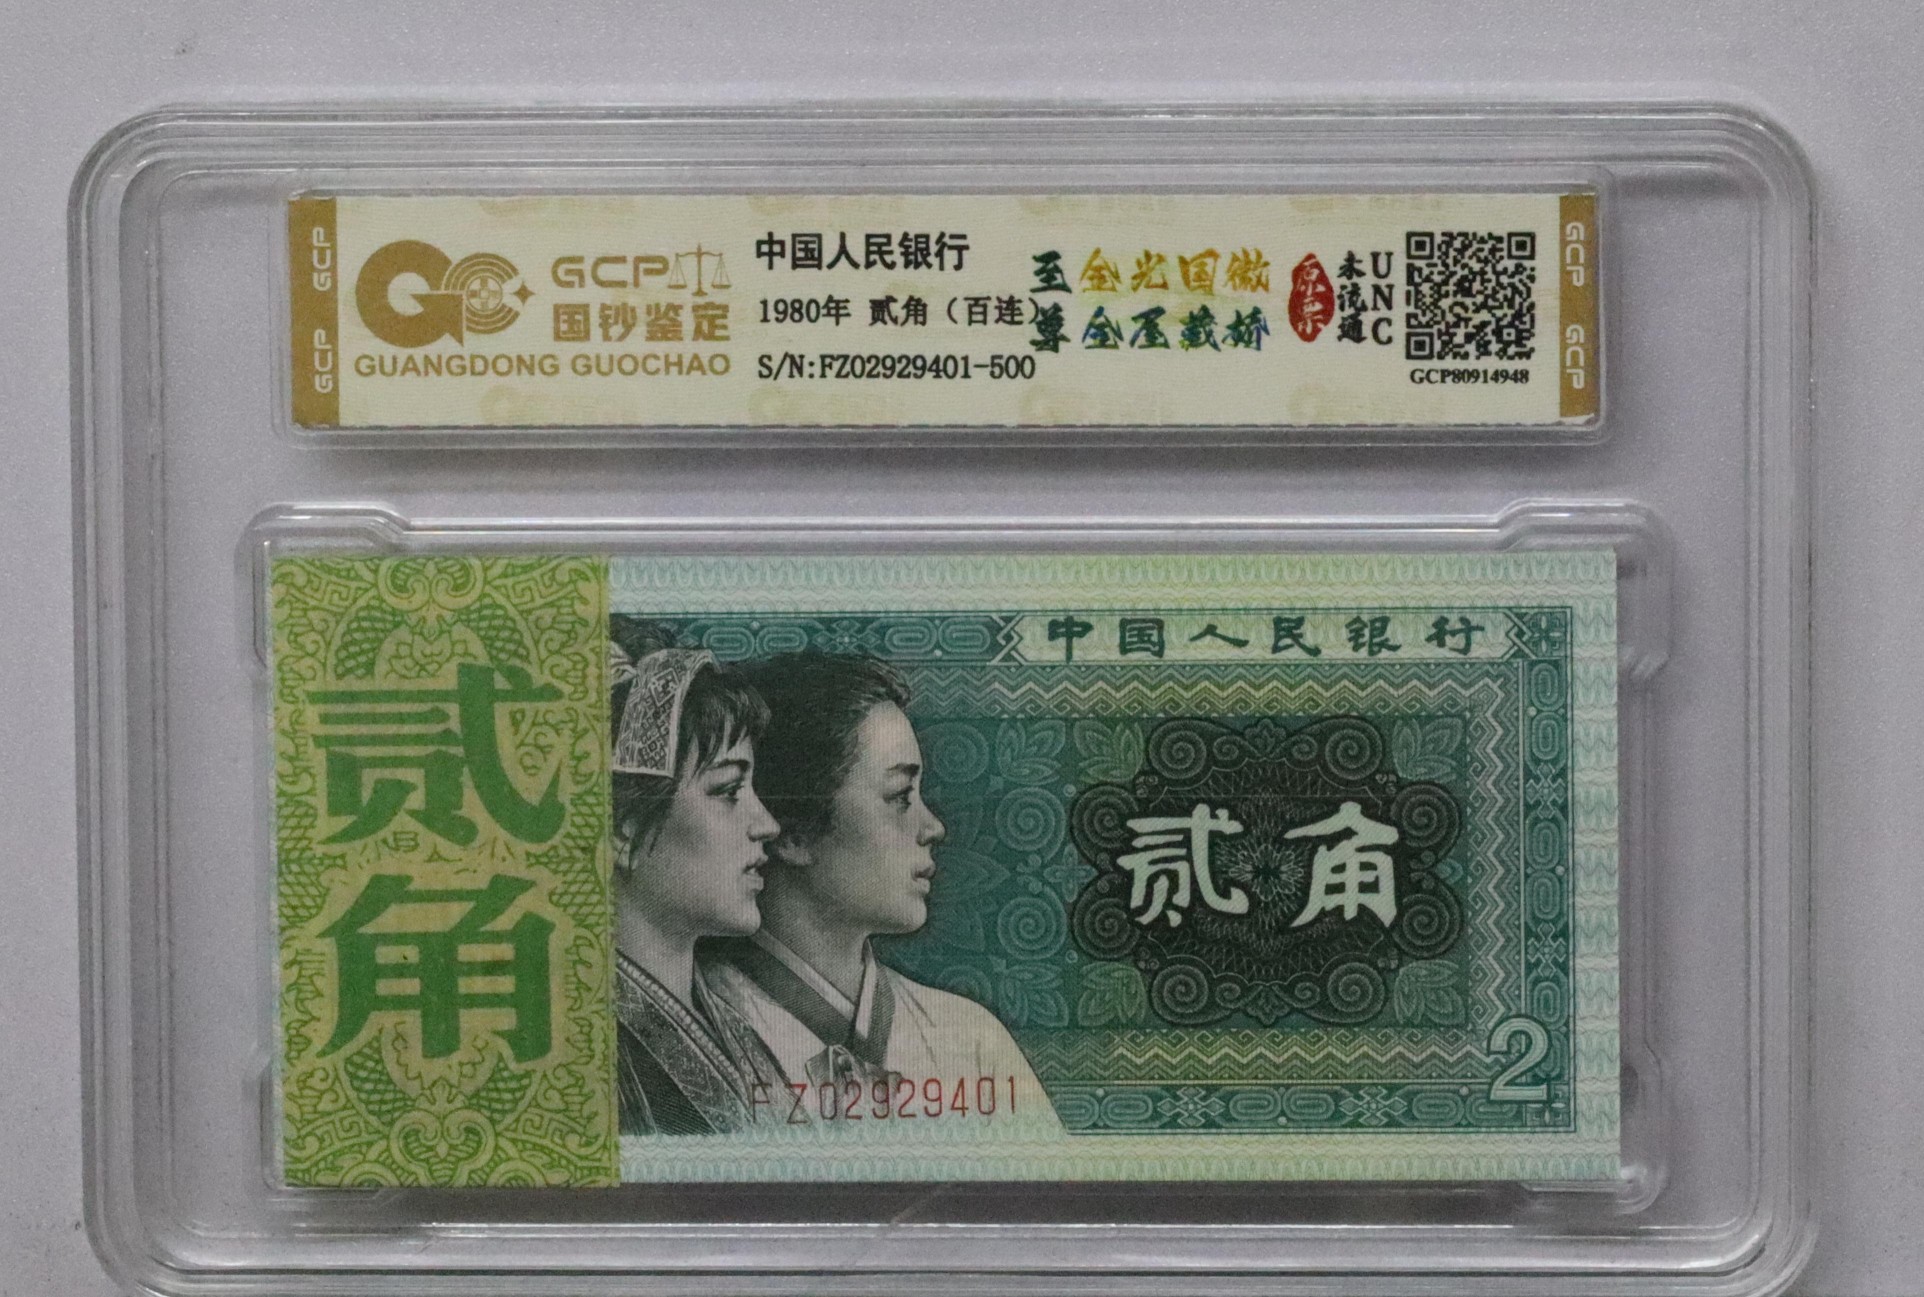 GCP GCP
GCP
国钞鉴定
GUANGDONG GUOCHAO
中国人民银行
1980年 贰角（百连）
S/N:FZ02929401-500
至尊
金光国徽
金屋藏娇
原票
未流通
UNC
GCP80914948
GCP GCP
贰角
中国人民银行
贰角
2
FZ02929401